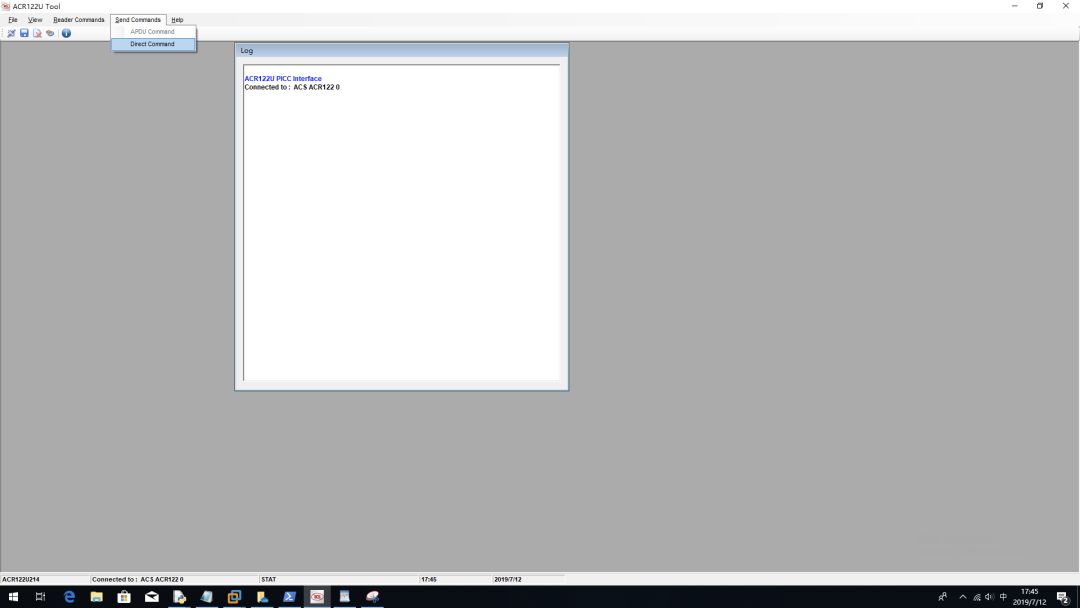 ACR122U Tool
File View Reader Commands Send Commands Help
APDU Command
Direct Command
Log
ACR122U PICC Interface
Connected to : ACS ACR122 0
ACR122U214 Connected to : ACS ACR122 0 STAT 17:45 2019/7/12
中
17:45
2019/7/12
2